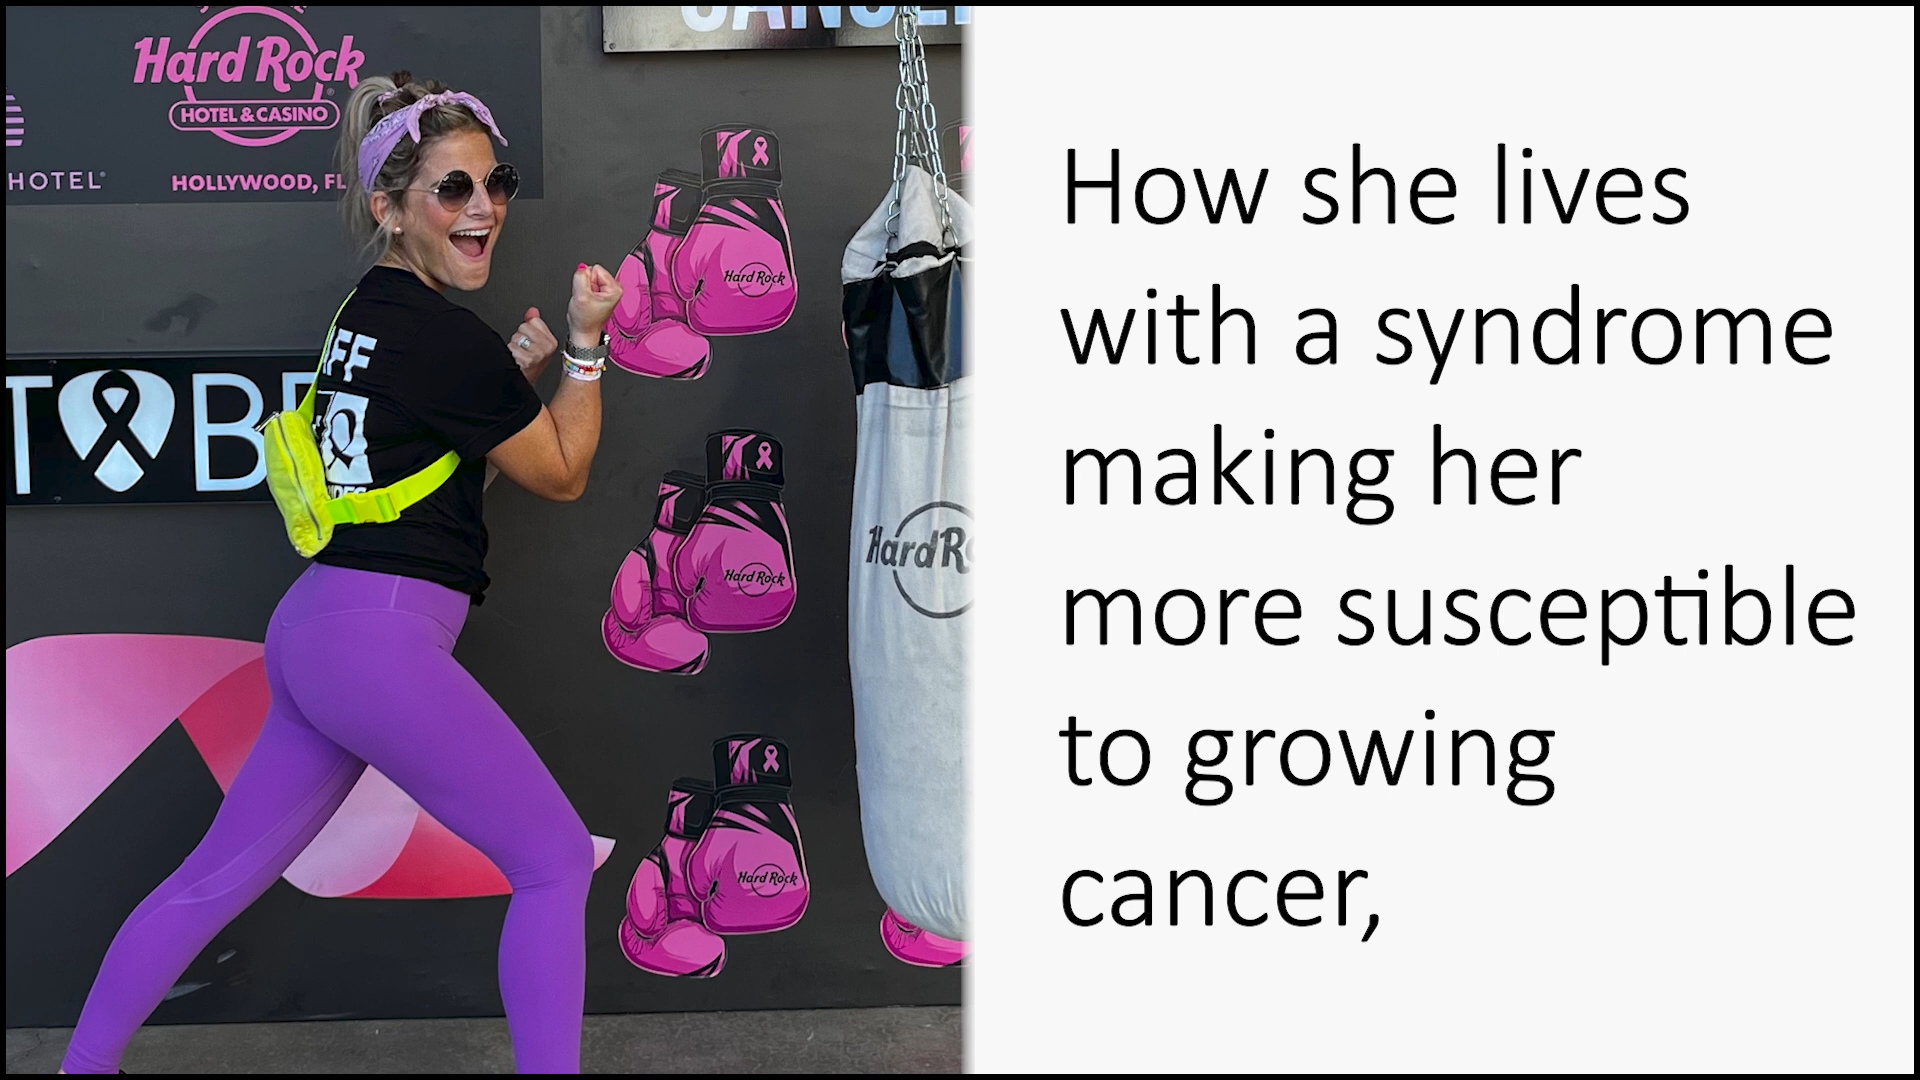 Hard Rock
HOTEL & CASINO
HOLLYWOOD, FL
HOTEL
Hard Rock
Hard Rock
Hard Rock
How she lives
with a syndrome
making her
more susceptible
to growing
cancer,